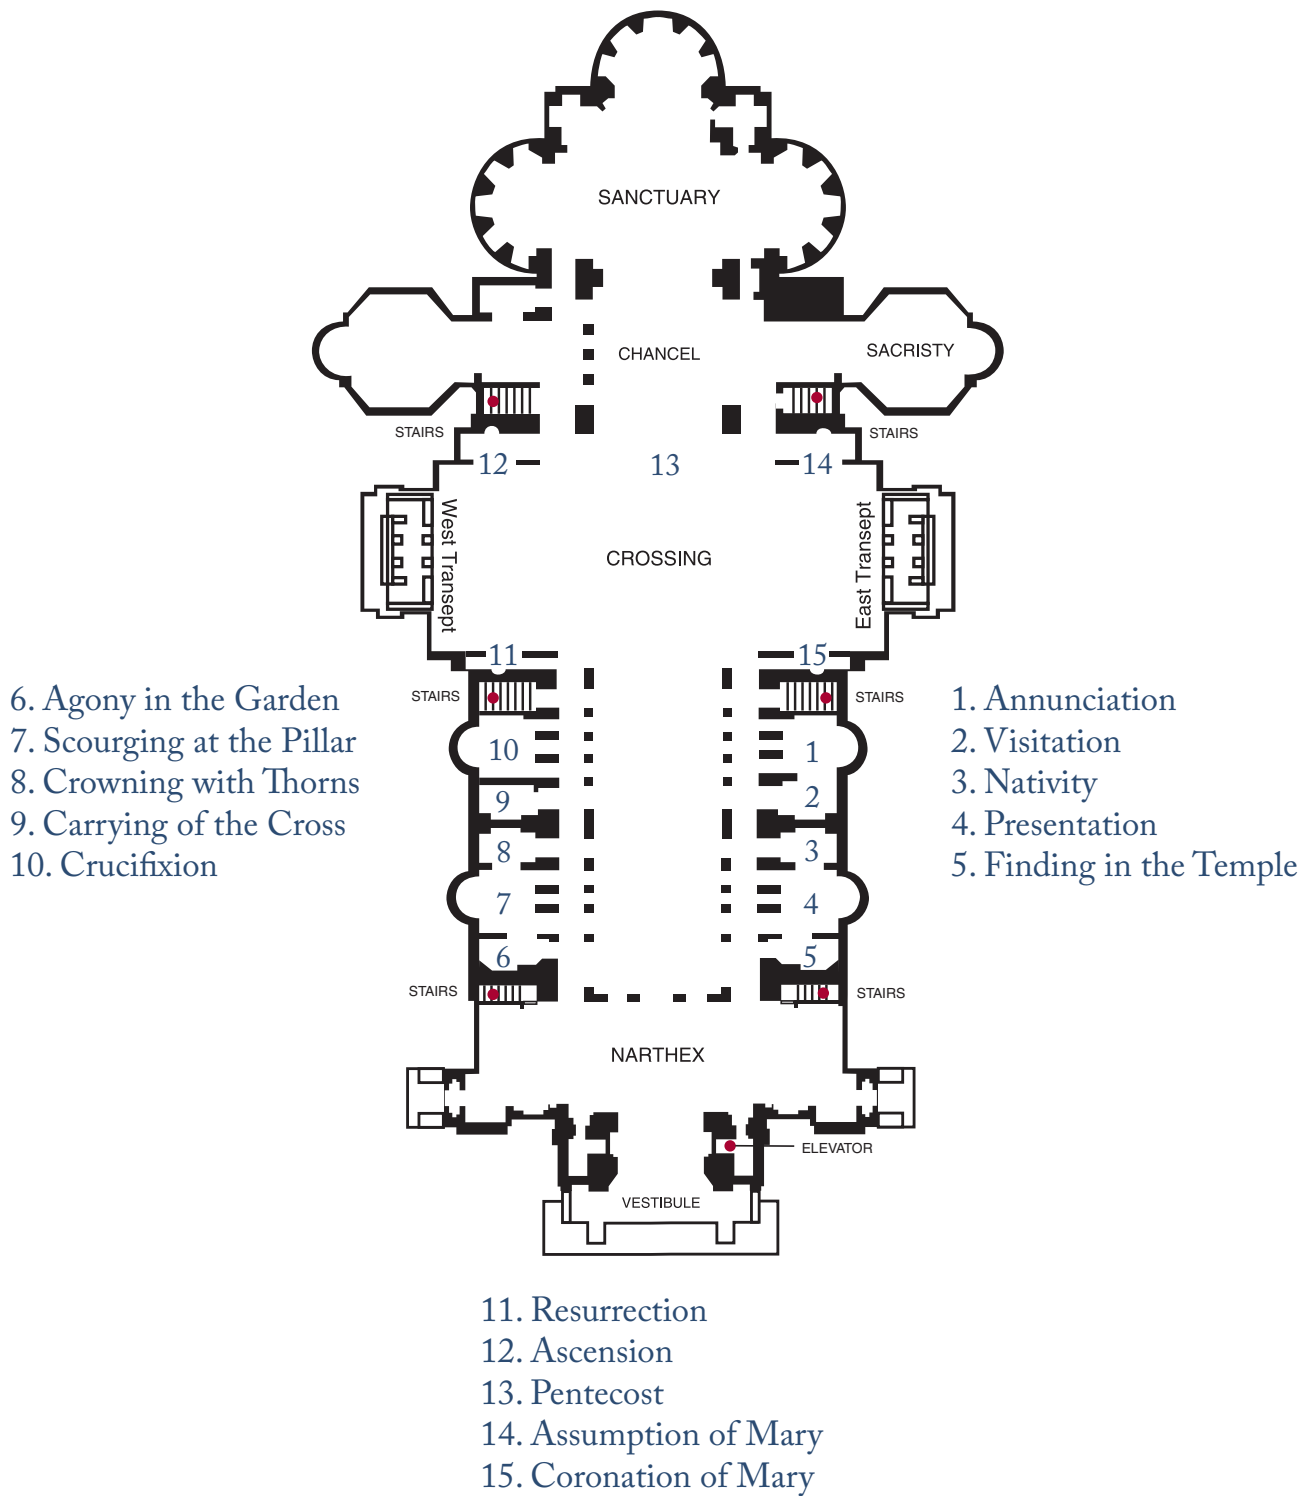 SANCTUARY
CHANCEL
SACRISTY
STAIRS
STAIRS
12
13
14
West Transept
CROSSING
East Transept
11
15
STAIRS
STAIRS
6. Agony in the Garden
7. Scourging at the Pillar
8. Crowning with Thorns
9. Carrying of the Cross
10. Crucifixion
10
9
8
7
6
1
2
3
4
5
1. Annunciation
2. Visitation
3. Nativity
4. Presentation
5. Finding in the Temple
STAIRS
STAIRS
NARTHEX
ELEVATOR
VESTIBULE
11. Resurrection
12. Ascension
13. Pentecost
14. Assumption of Mary
15. Coronation of Mary